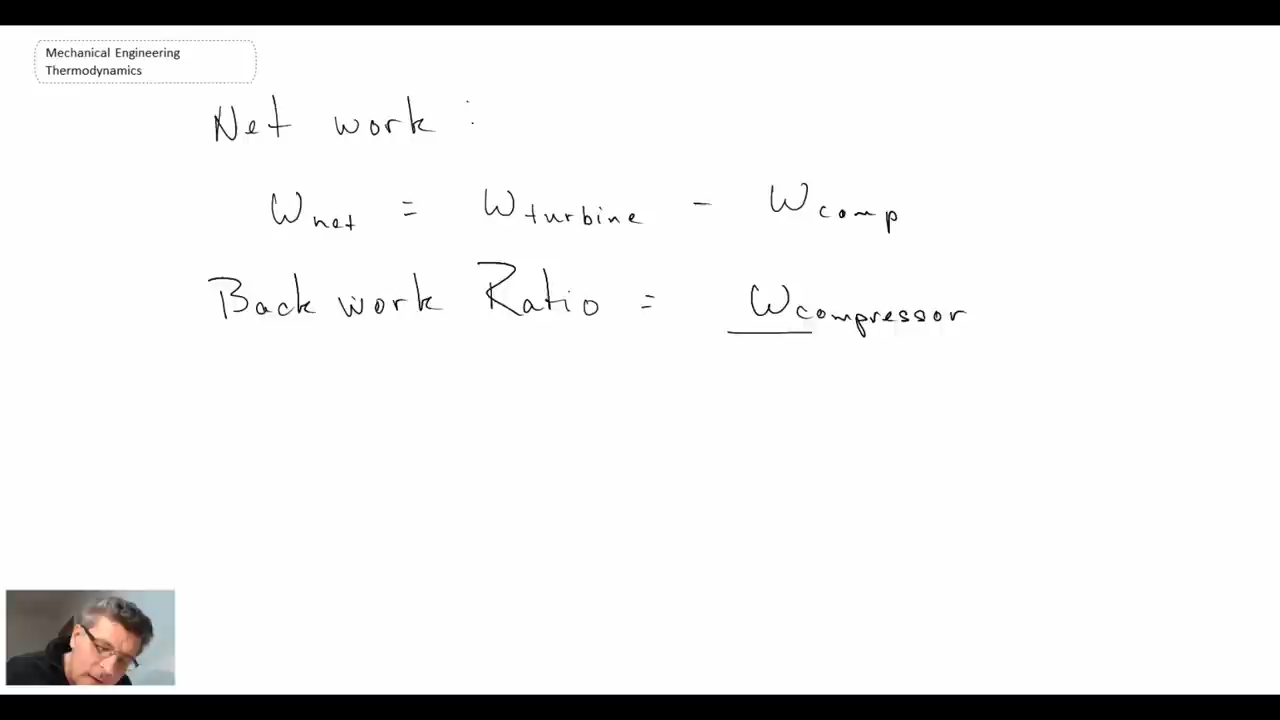 Mechanical Engineering
Thermodynamics
Net work :
Wnet = Wturbine - Wcomp
Back work Ratio = Wcompressor